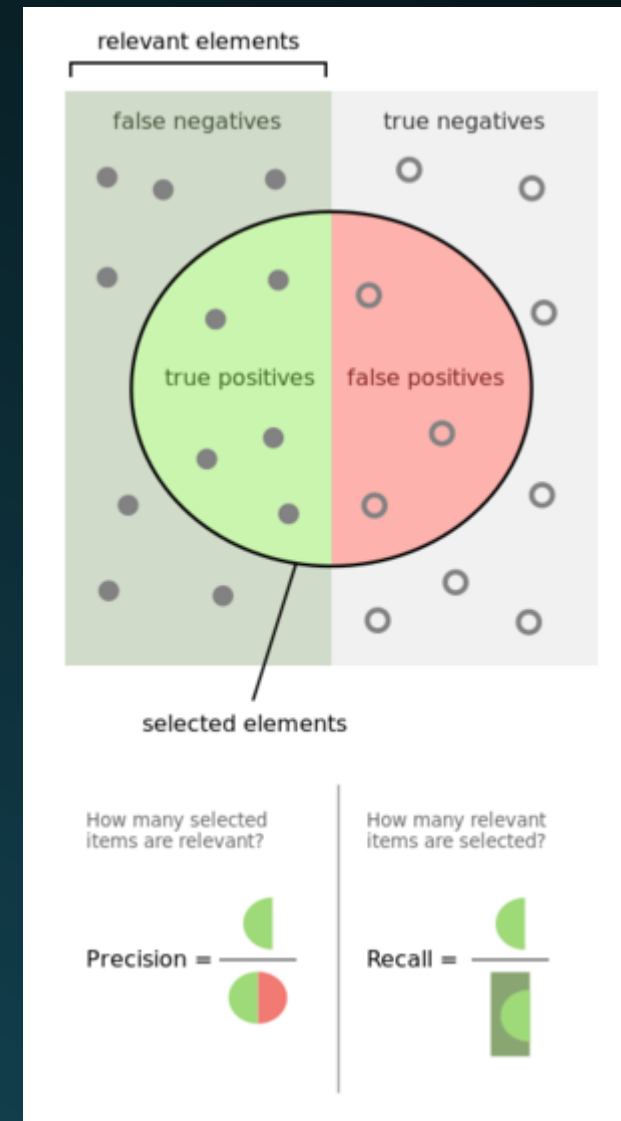 relevant elements
false negatives
true negatives
true positives
false positives
selected elements
How many selected
items are relevant?
Precision =
How many relevant
items are selected?
Recall =